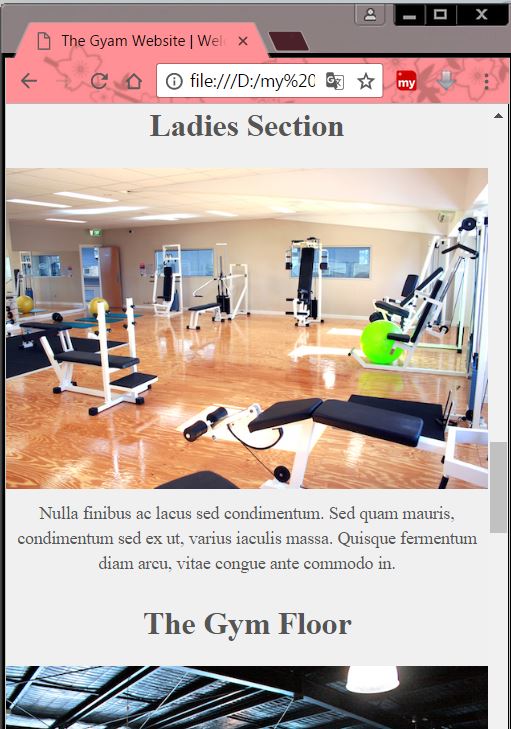 The Gyam Website | Wel
file:///D:/my%20
my
Ladies Section
Nulla finibus ac lacus sed condimentum. Sed quam mauris,
condimentum sed ex ut, varius iaculis massa. Quisque fermentum
diam arcu, vitae congue ante commodo in.
The Gym Floor